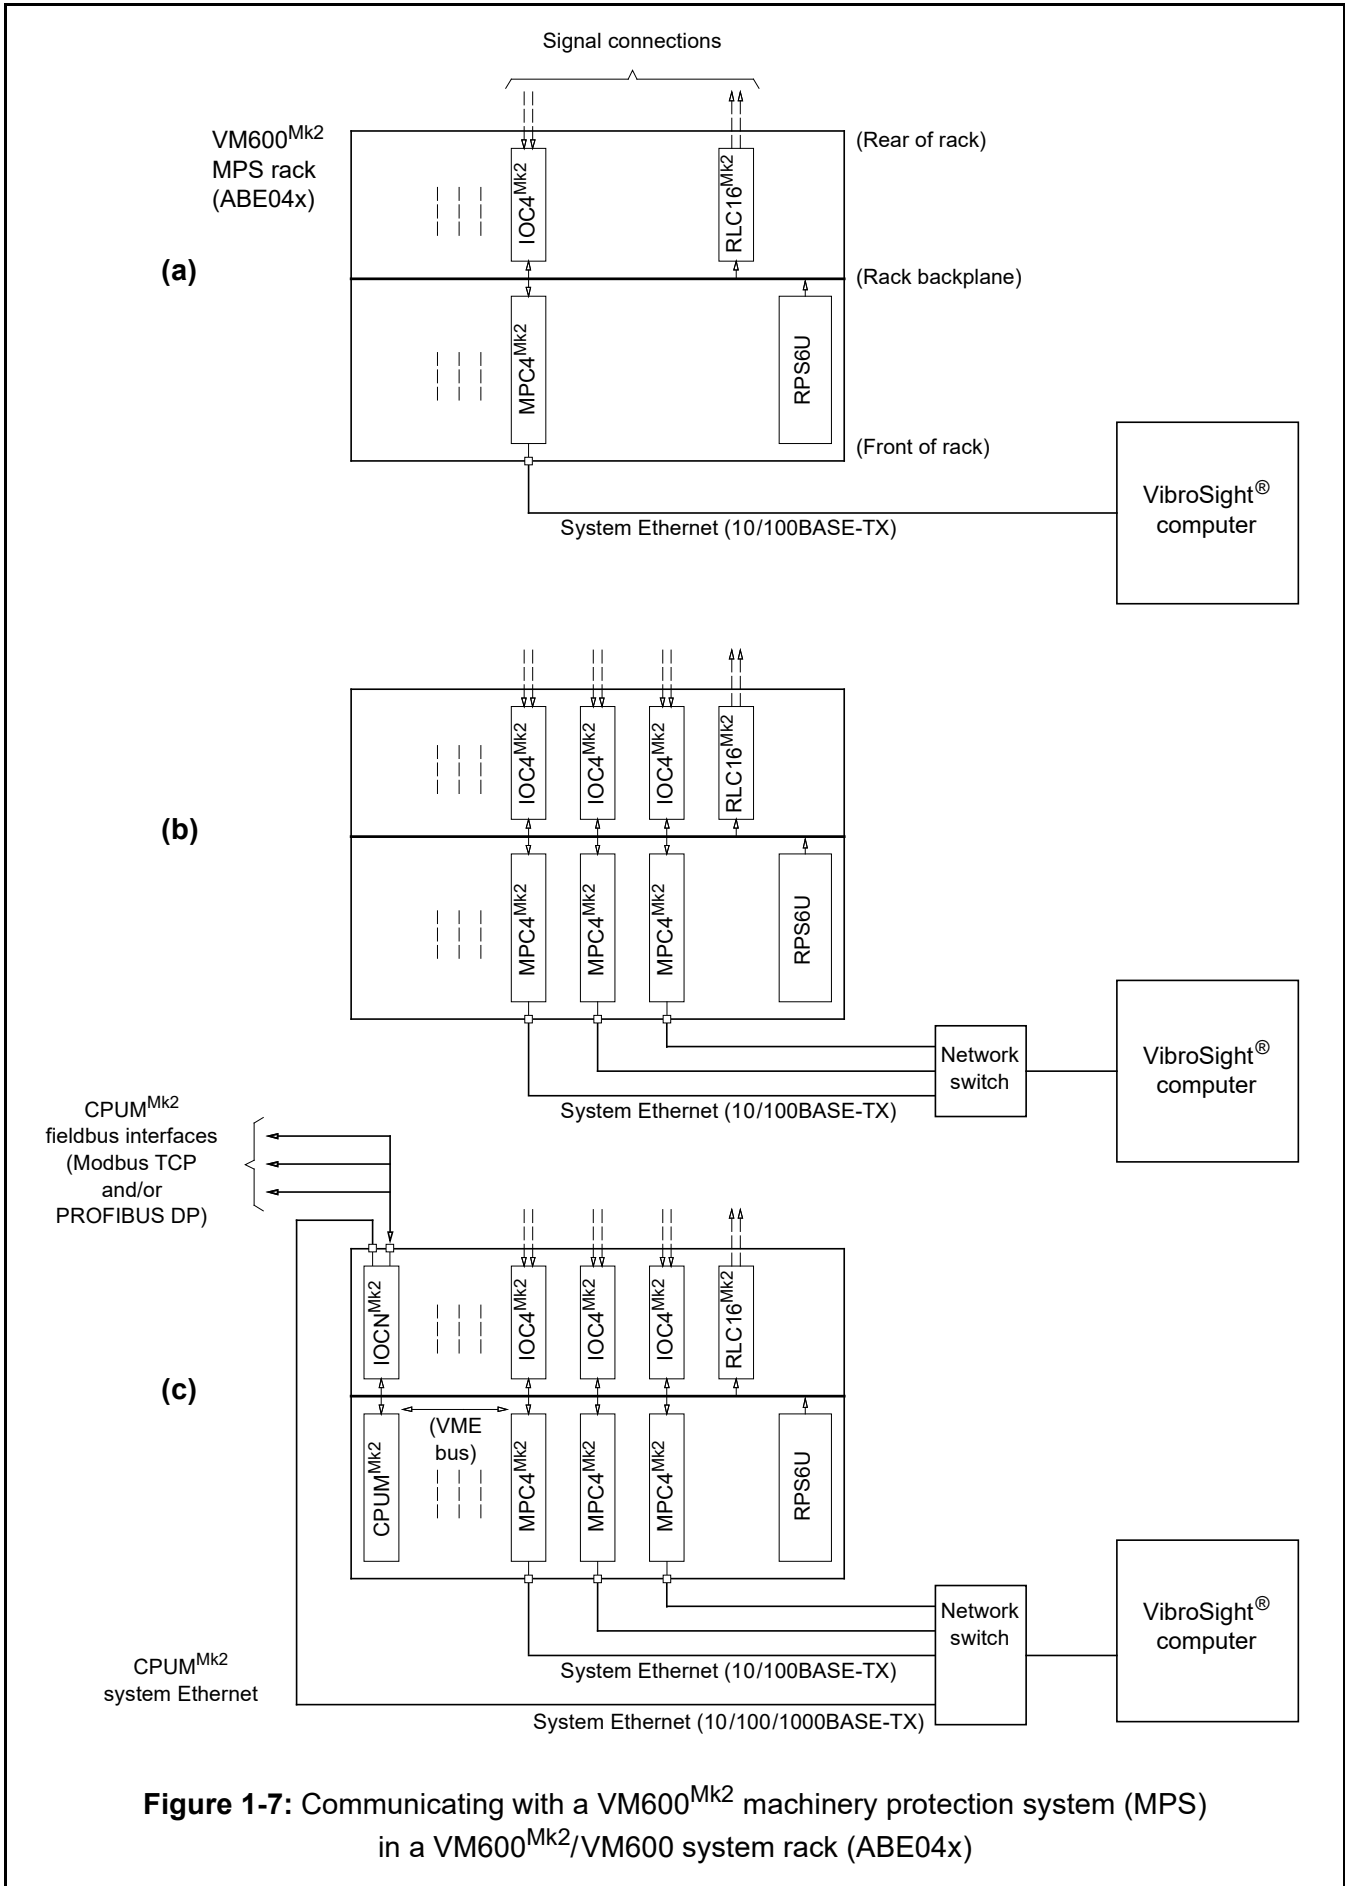 Signal connections
VM600Mk2
MPS rack
(ABE04x)
(Rear of rack)
IOC4Mk2
RLC16Mk2
(a)
(Rack backplane)
MPC4Mk2
RPS6U
(Front of rack)
VibroSight®
computer
System Ethernet (10/100BASE-TX)
IOC4Mk2
IOC4Mk2
IOC4Mk2
RLC16Mk2
(b)
MPC4Mk2
MPC4Mk2
MPC4Mk2
RPS6U
Network
switch
VibroSight®
computer
System Ethernet (10/100BASE-TX)
CPUMMk2
fieldbus interfaces
(Modbus TCP
and/or
PROFIBUS DP)
IOCNMk2
IOC4Mk2
IOC4Mk2
IOC4Mk2
RLC16Mk2
(c)
(VME
bus)
CPUMMk2
MPC4Mk2
MPC4Mk2
MPC4Mk2
RPS6U
Network
switch
VibroSight®
computer
System Ethernet (10/100BASE-TX)
CPUMMk2
system Ethernet
System Ethernet (10/100/1000BASE-TX)
Figure 1-7: Communicating with a VM600Mk2 machinery protection system (MPS)
in a VM600Mk2/VM600 system rack (ABE04x)